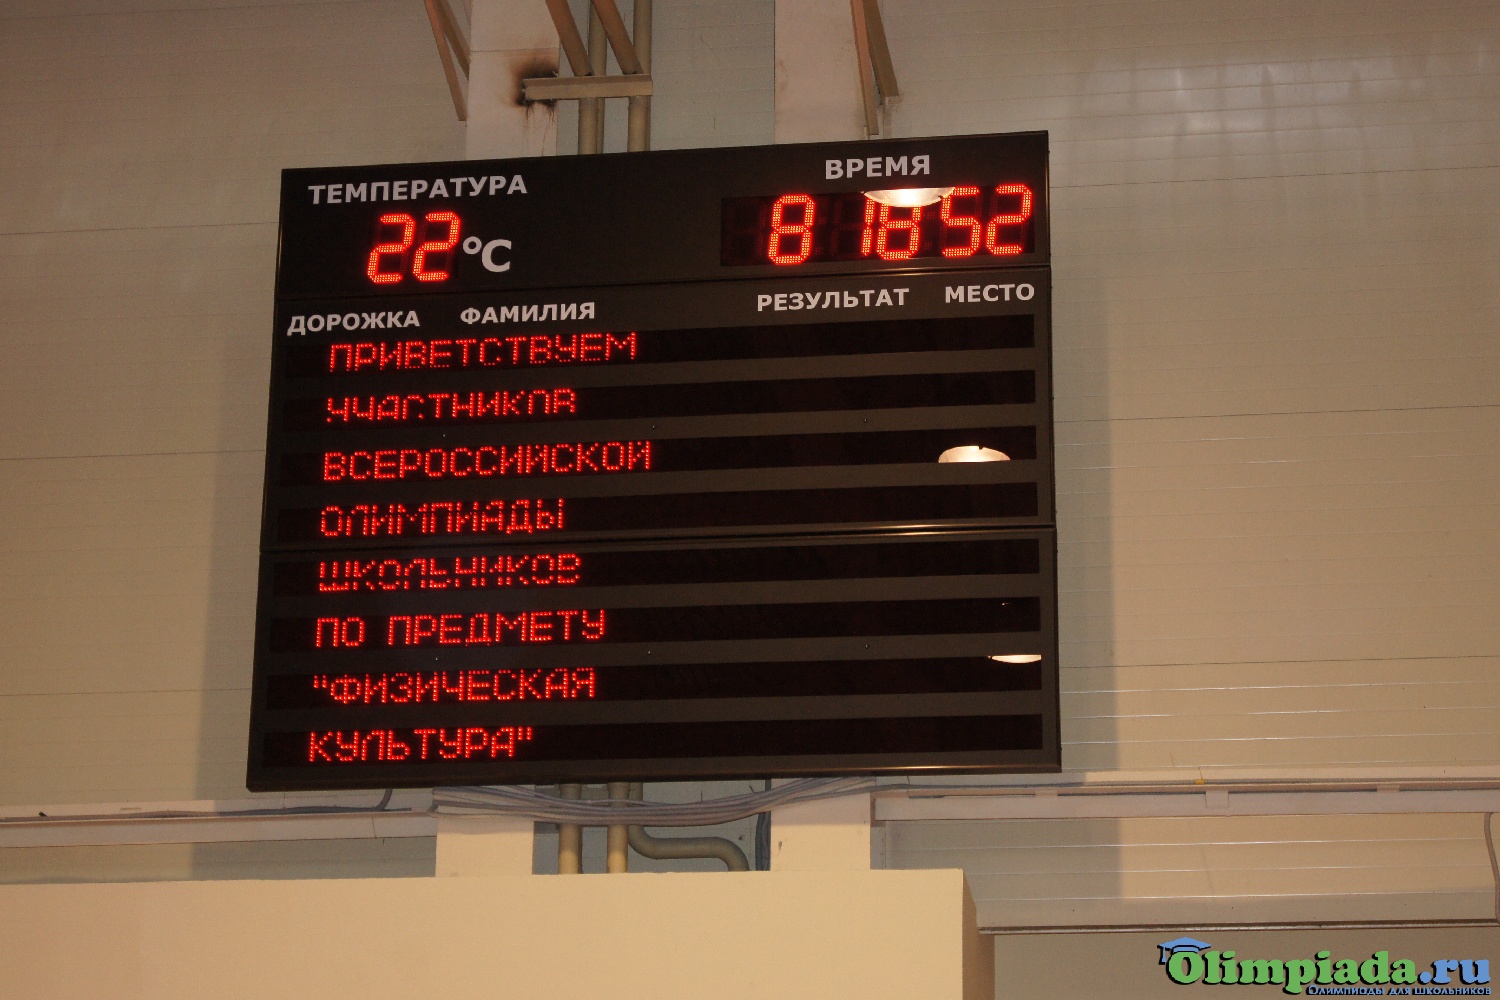 ТЕМПЕРАТУРА ВРЕМЯ
22 °C 8 18 52
ДОРОЖКА ФАМИЛИЯ РЕЗУЛЬТАТ МЕСТО
ПРИВЕТСТВУЕМ
УЧАСТНИКОВ
ВСЕРОССИЙСКОЙ
ОЛИМПИАДЫ
ШКОЛЬНИКОВ
ПО ПРЕДМЕТУ
"ФИЗИЧЕСКАЯ
КУЛЬТУРА"
Olimpiada.ru
Олимпиады для школьников